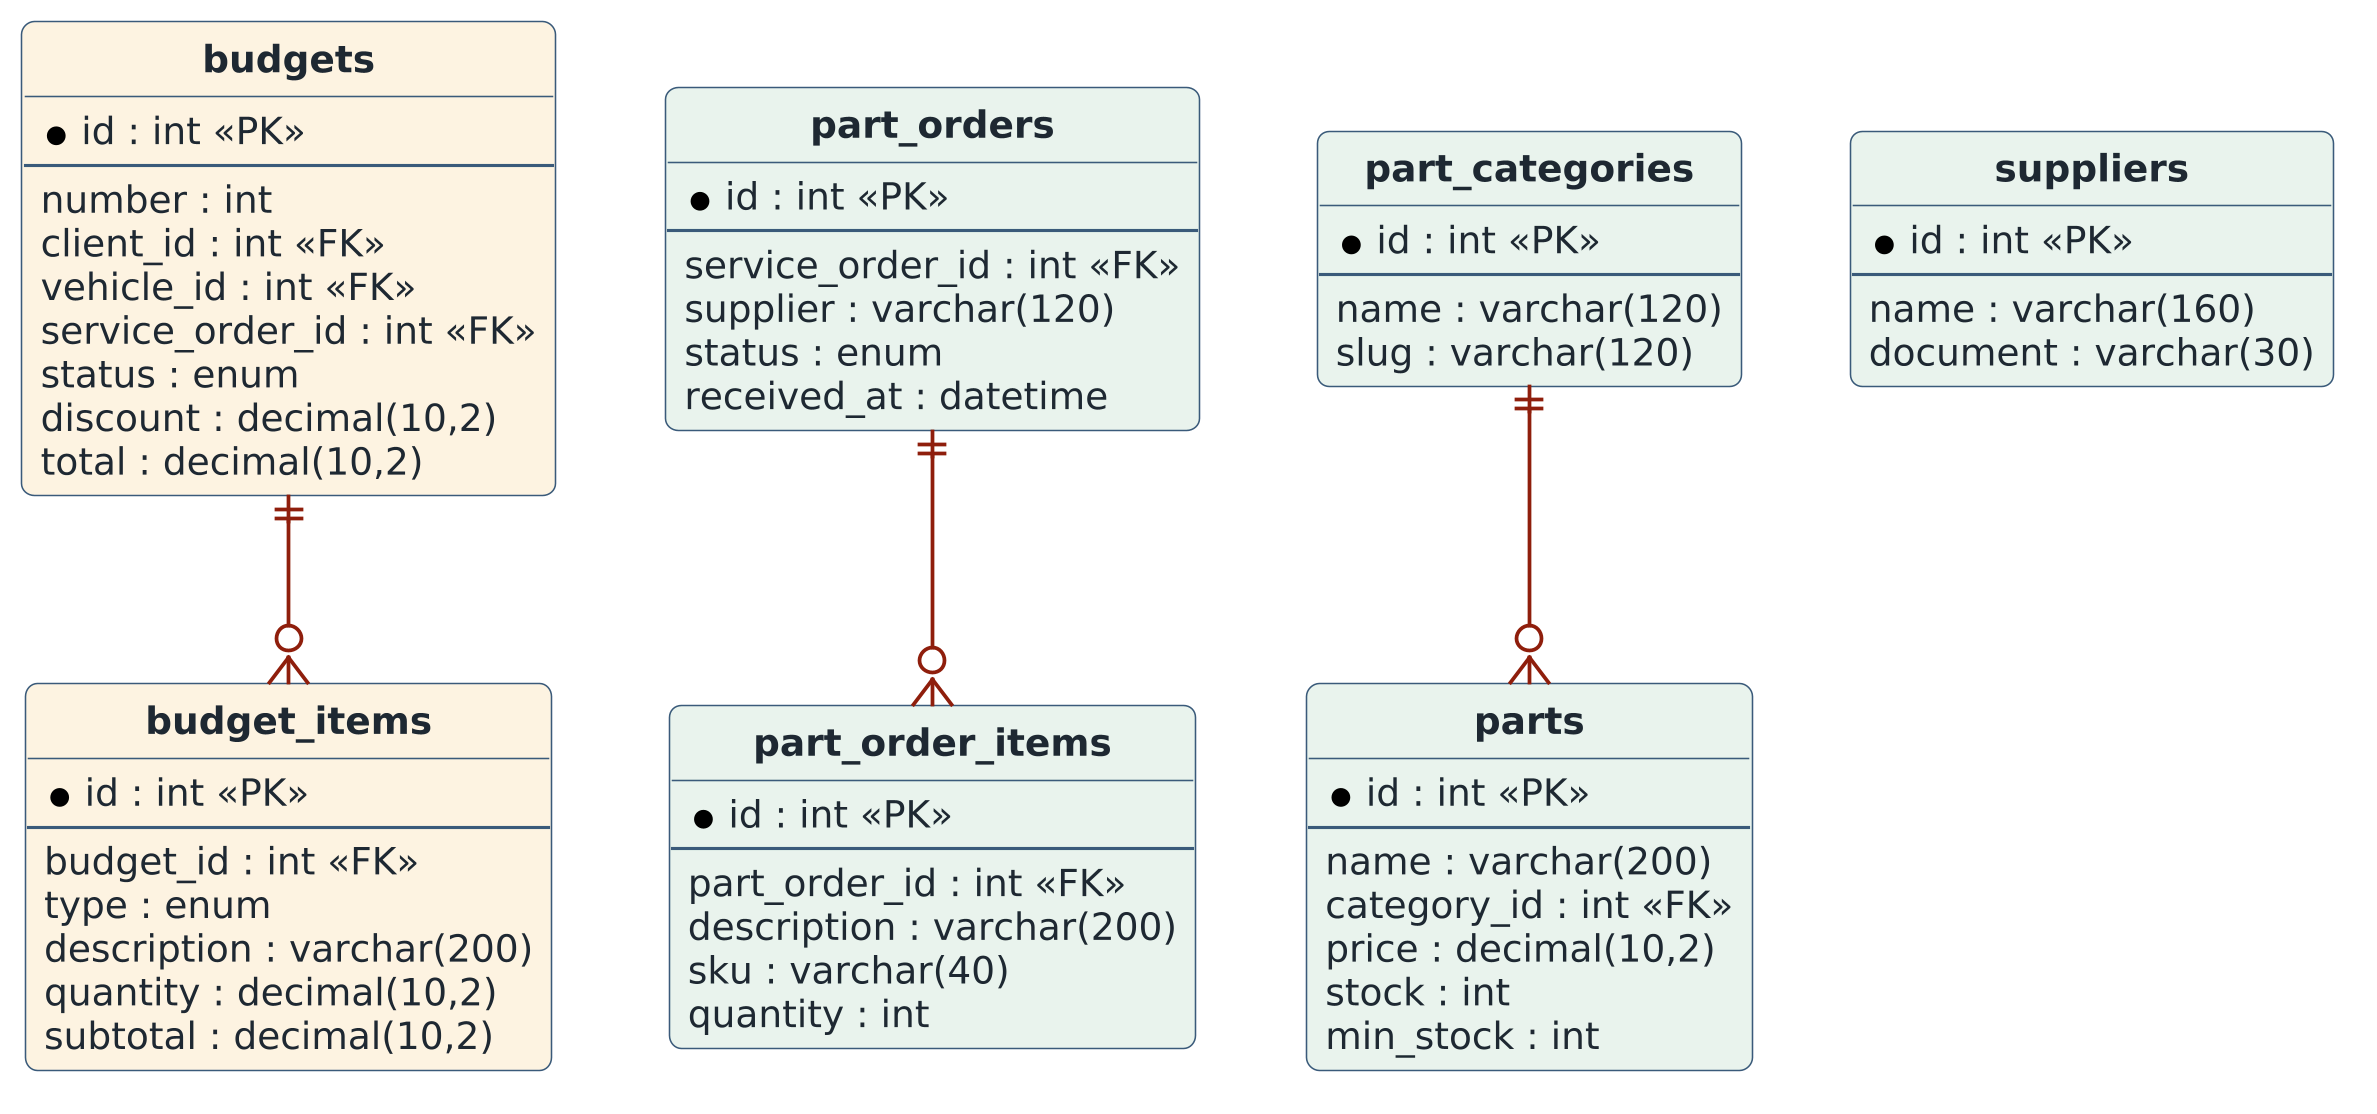 budgets
id : int «PK»
number : int
client_id : int «FK»
vehicle_id : int «FK»
service_order_id : int «FK»
status : enum
discount : decimal(10,2)
total : decimal(10,2)
part_orders
id : int «PK»
service_order_id : int «FK»
supplier : varchar(120)
status : enum
received_at : datetime
part_categories
id : int «PK»
name : varchar(120)
slug : varchar(120)
suppliers
id : int «PK»
name : varchar(160)
document : varchar(30)
budget_items
id : int «PK»
budget_id : int «FK»
type : enum
description : varchar(200)
quantity : decimal(10,2)
subtotal : decimal(10,2)
part_order_items
id : int «PK»
part_order_id : int «FK»
description : varchar(200)
sku : varchar(40)
quantity : int
parts
id : int «PK»
name : varchar(200)
category_id : int «FK»
price : decimal(10,2)
stock : int
min_stock : int